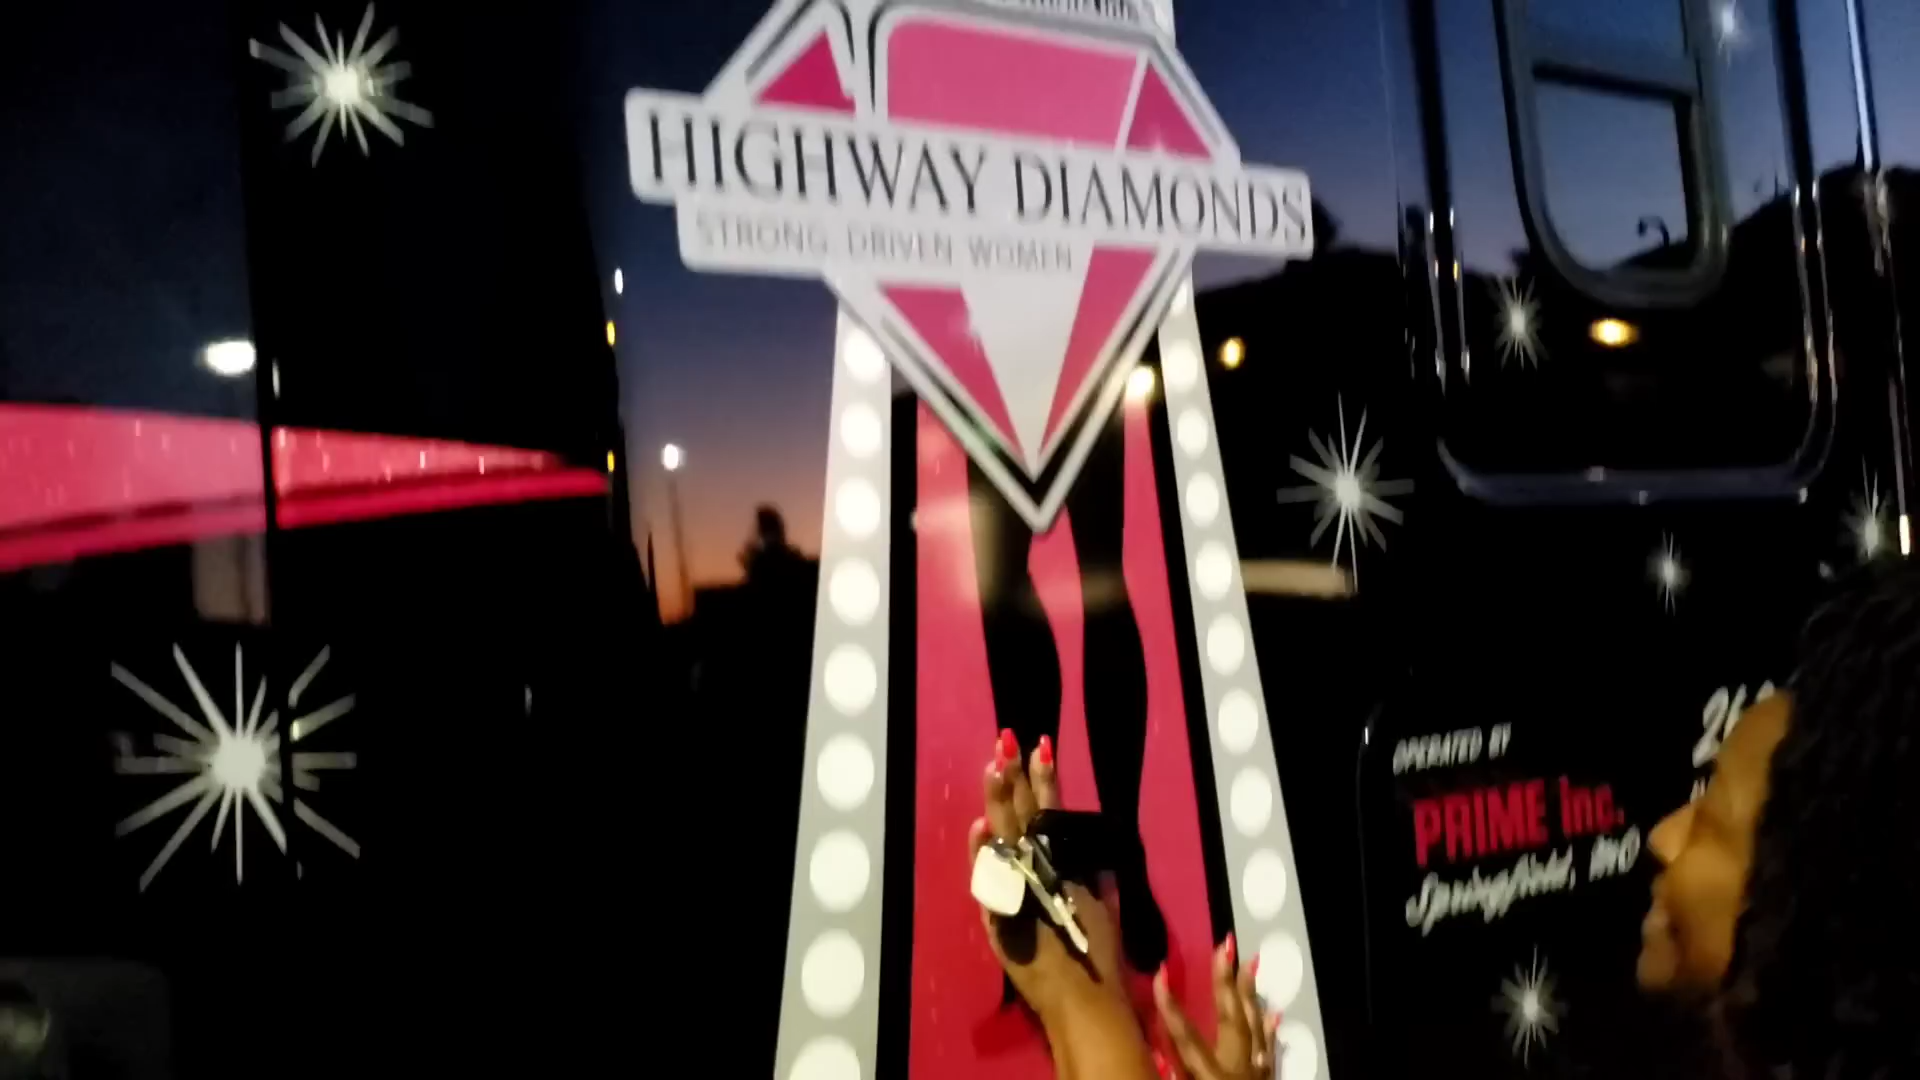 HIGHWAY DIAMONDS
STRONG DRIVEN WOMEN
OPERATED BY
PRIME inc.
Springfield, MO